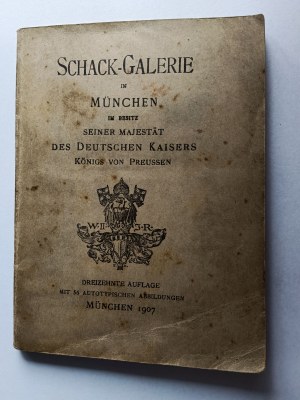 SCHACK-GALERIE
IN
MÜNCHEN
IM BESITZ
SEINER MAJESTÄT
DES DEUTSCHEN KAISERS
KÖNIGS VON PREUSSEN
W. II. I. R.
DREIZEHNTE AUFLAGE
MIT AUTOTYPISCHEN ABBILDUNGEN
MÜNCHEN 1907